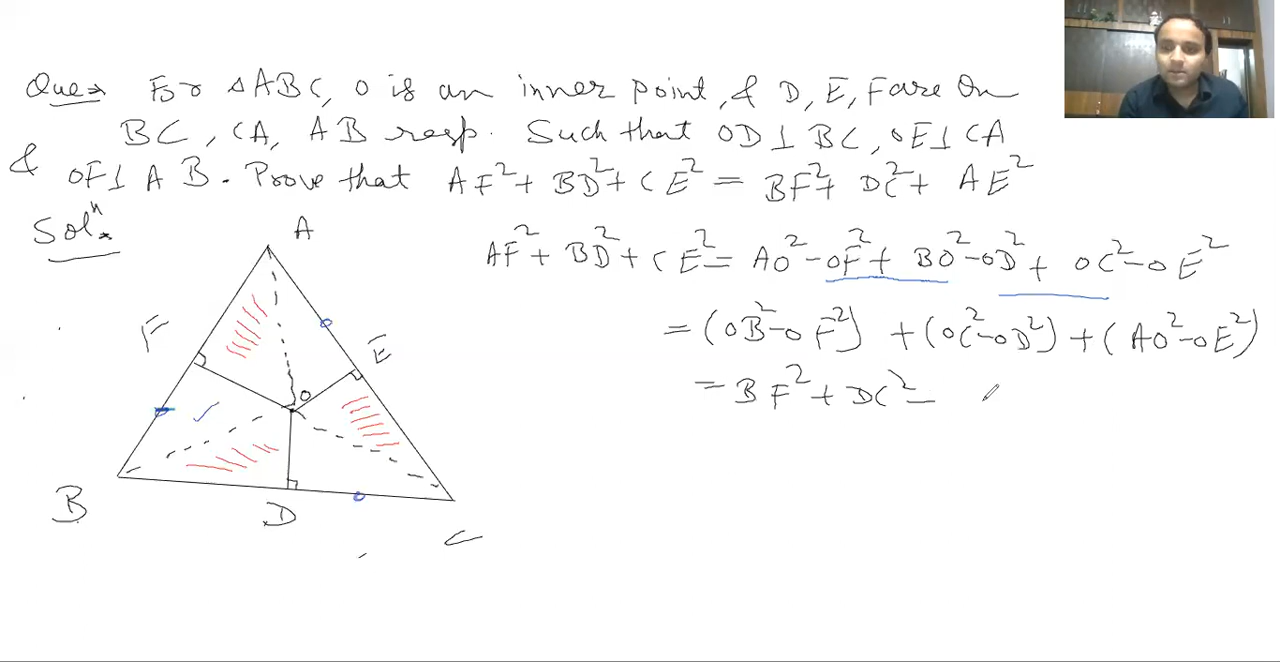 Que→ For △ABC, O is an inner point, & D, E, F are On
BC, CA, AB resp. Such that OD⊥BC, OE⊥CA
& OF⊥AB. Prove that AF²+BD²+CE² = BF²+DC²+AE²
Solⁿ
A
F
E
O
B
D
C
AF²+BD²+CE²=AO²-OF²+BO²-OD²+OC²-OE²
=(OB²-OF²)+(OC²-OD²)+(AO²-OE²)
=BF²+DC²